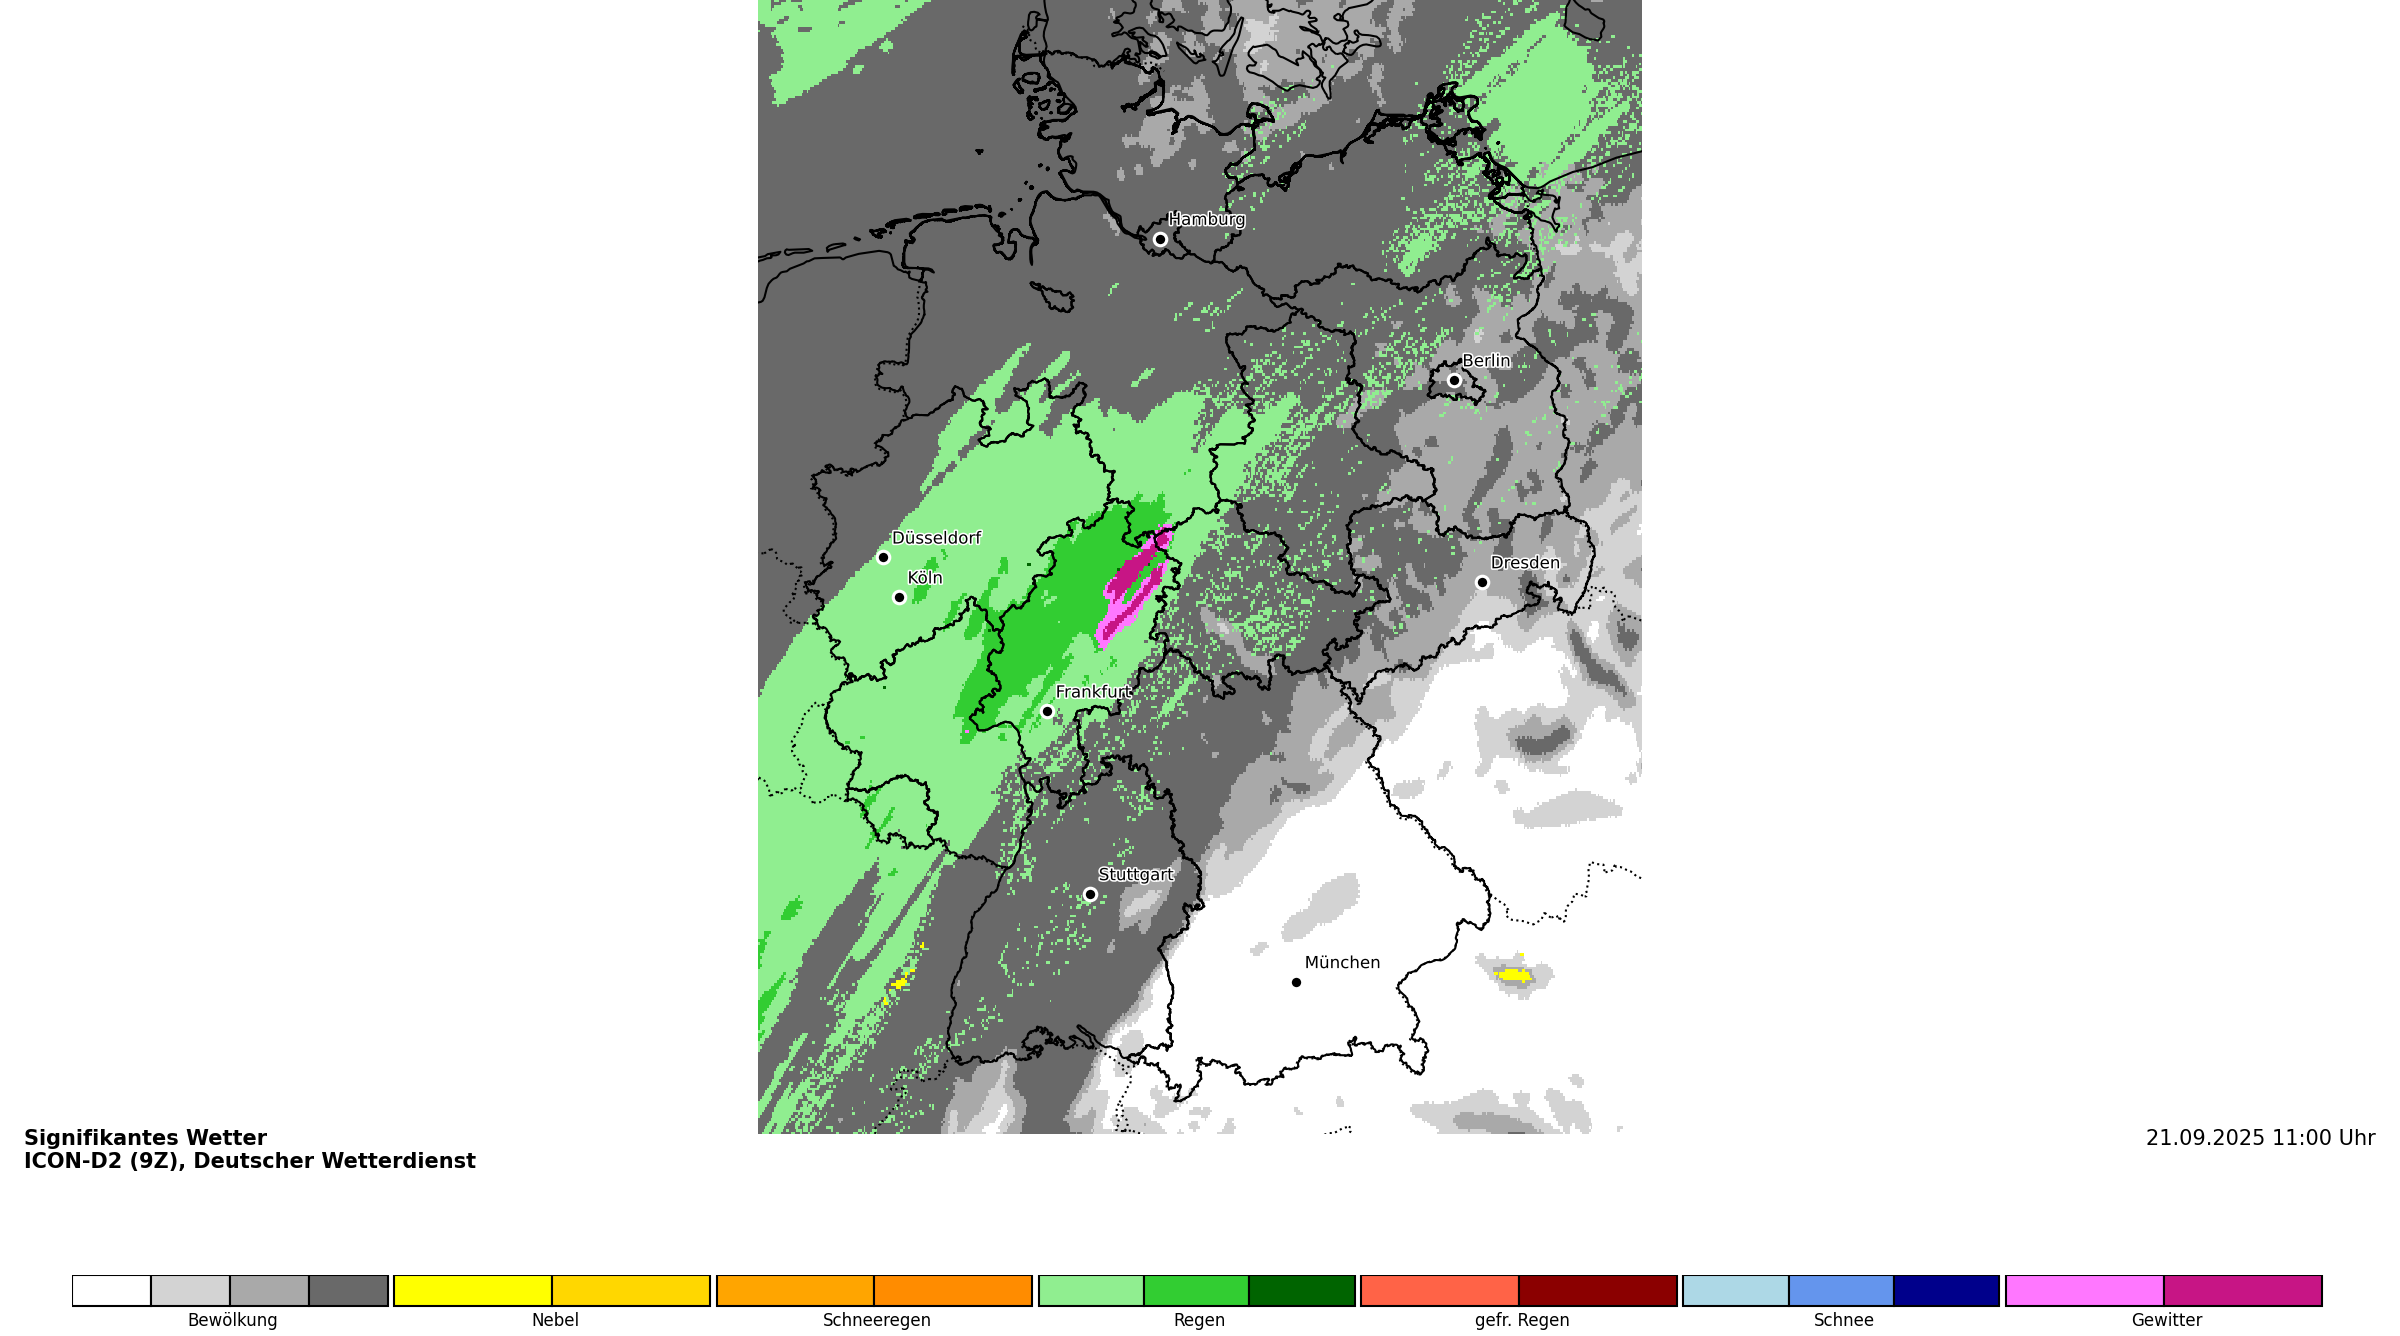 Hamburg
Berlin
Düsseldorf
Köln
Dresden
Frankfurt
Stuttgart
München
Signifikantes Wetter
ICON-D2 (9Z), Deutscher Wetterdienst
21.09.2025 11:00 Uhr
Bewölkung
Nebel
Schneeregen
Regen
gefr. Regen
Schnee
Gewitter